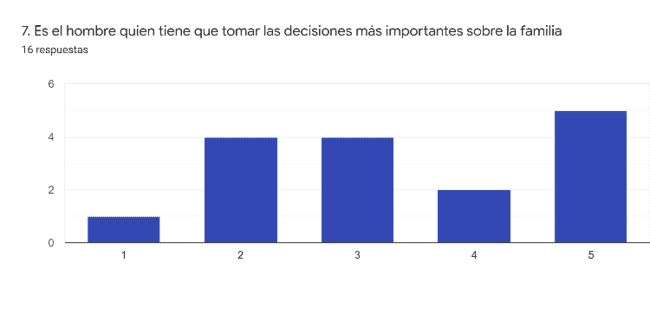 7. Es el hombre quien tiene que tomar las decisiones más importantes sobre la familia
16 respuestas
6
4
2
0
1 2 3 4 5